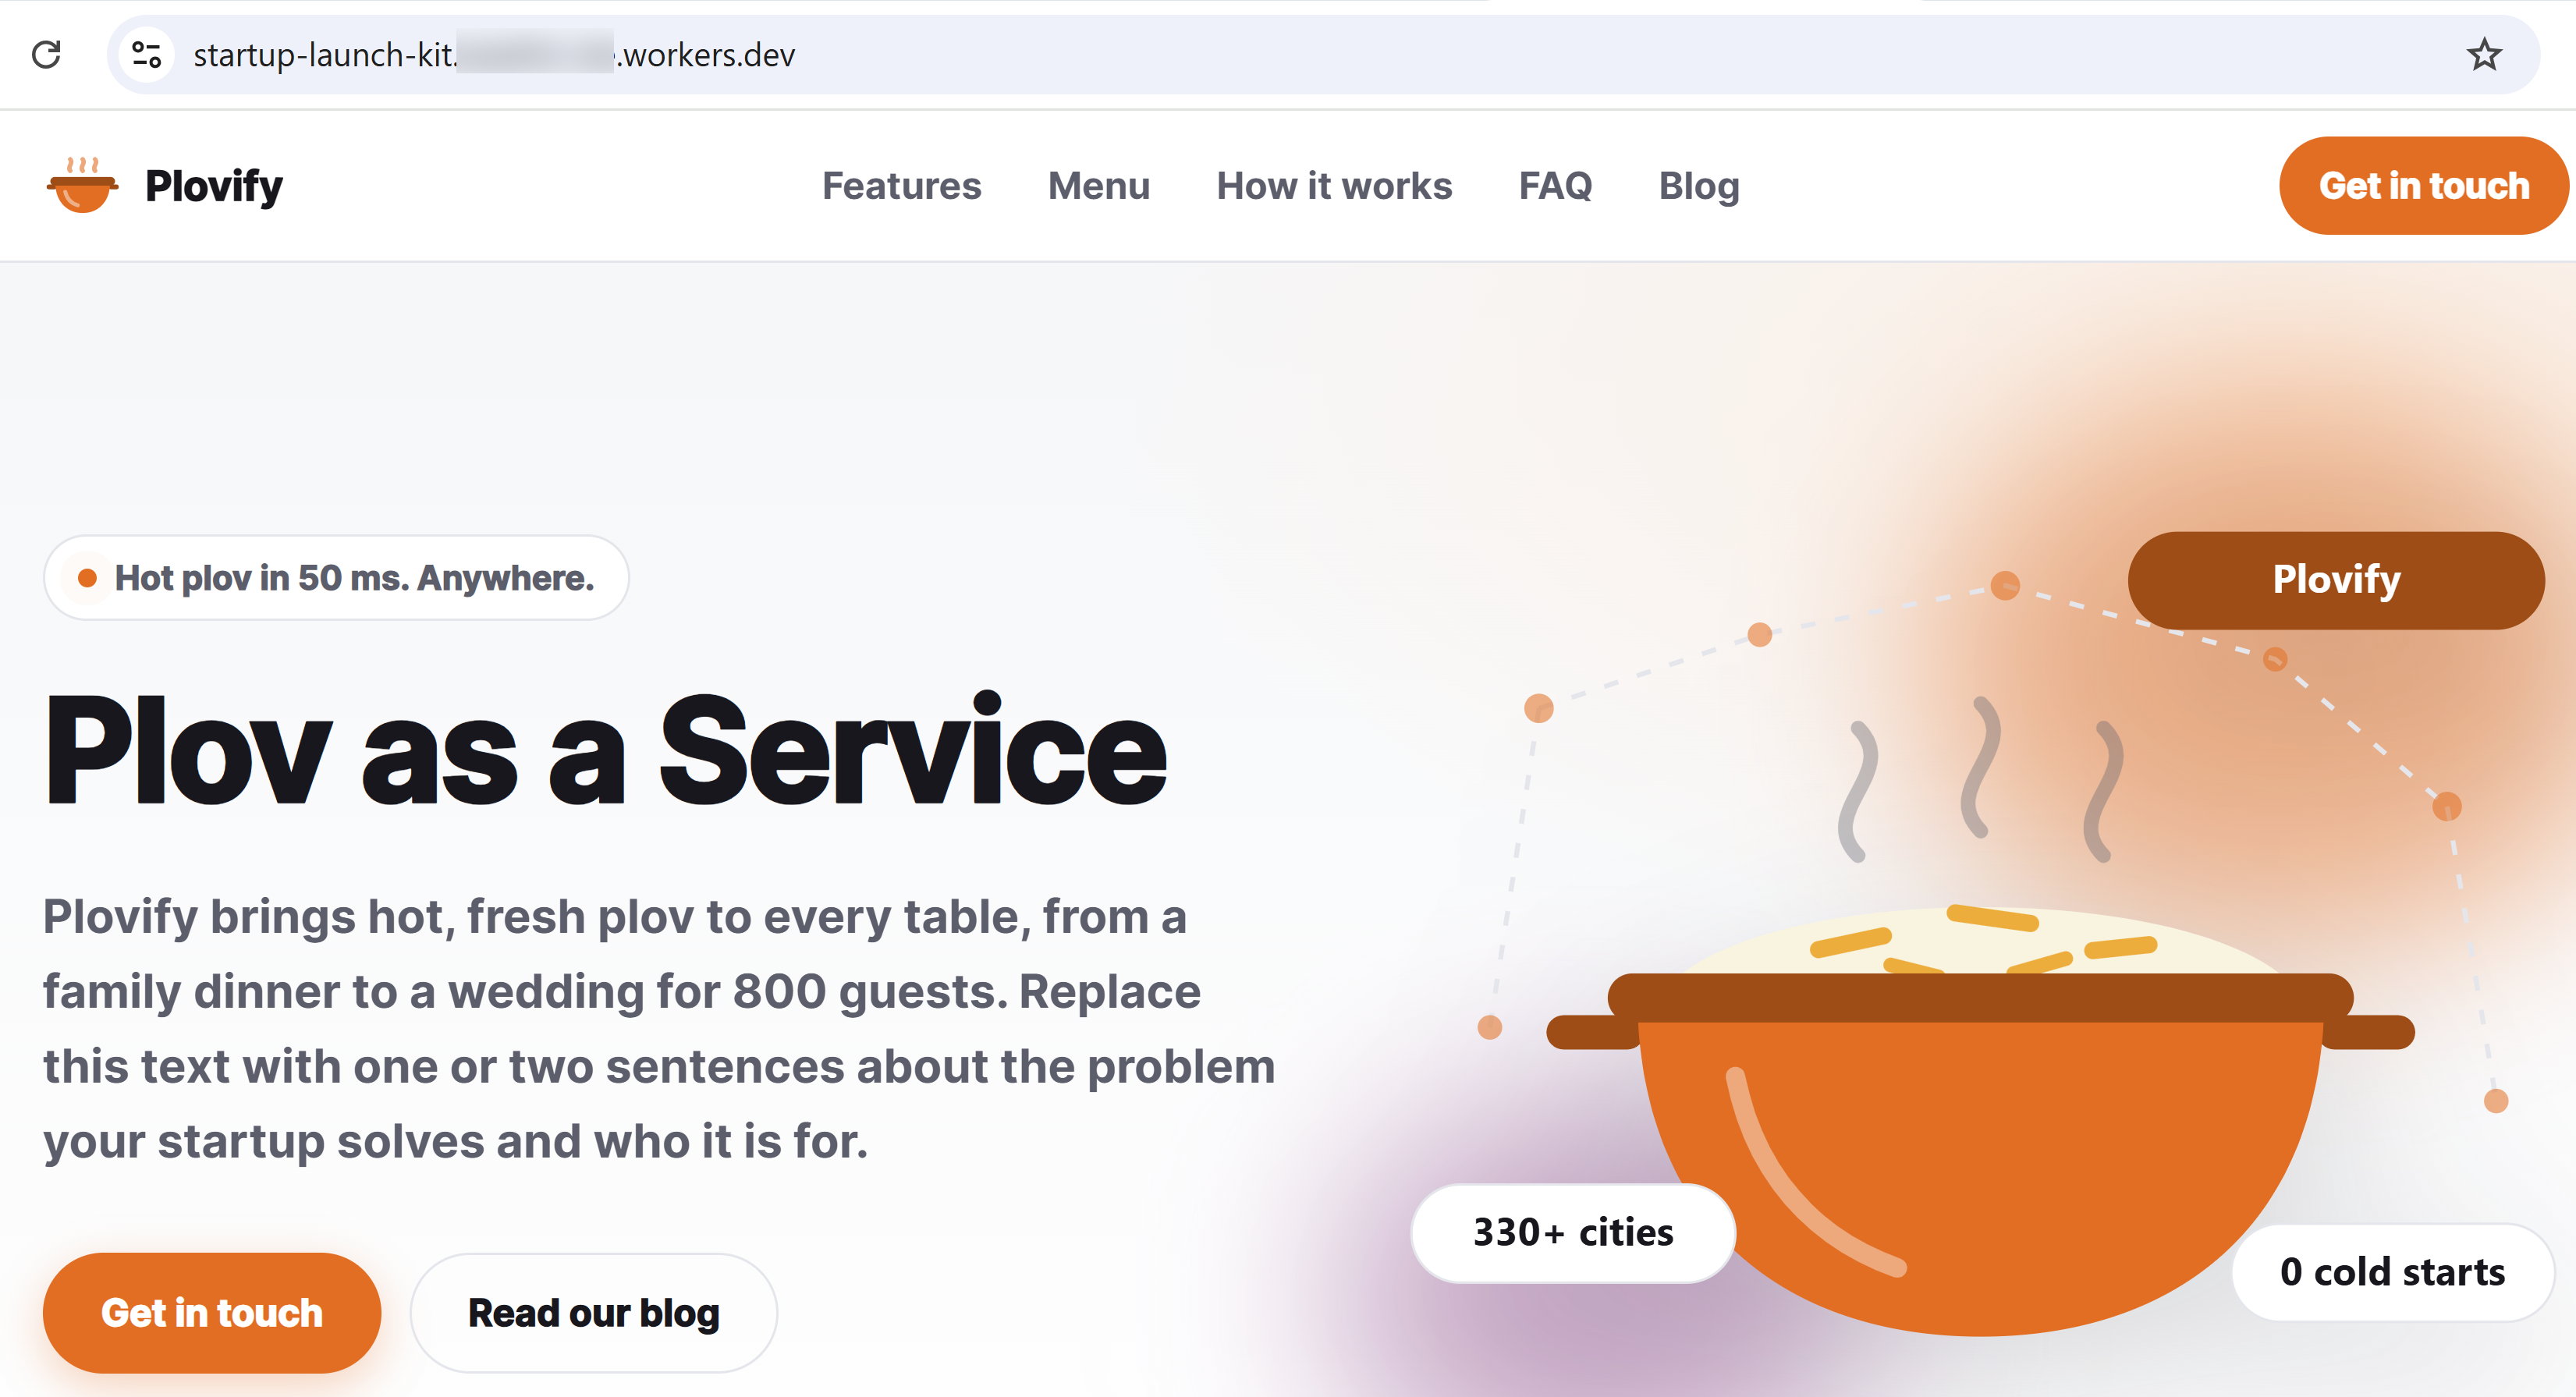 startup-launch-kit. .workers.dev
Plovify
Features
Menu
How it works
FAQ
Blog
Get in touch
Hot plov in 50 ms. Anywhere.
Plov as a Service
Plovify brings hot, fresh plov to every table, from a
family dinner to a wedding for 800 guests. Replace
this text with one or two sentences about the problem
your startup solves and who it is for.
Get in touch
Read our blog
Plovify
330+ cities
0 cold starts